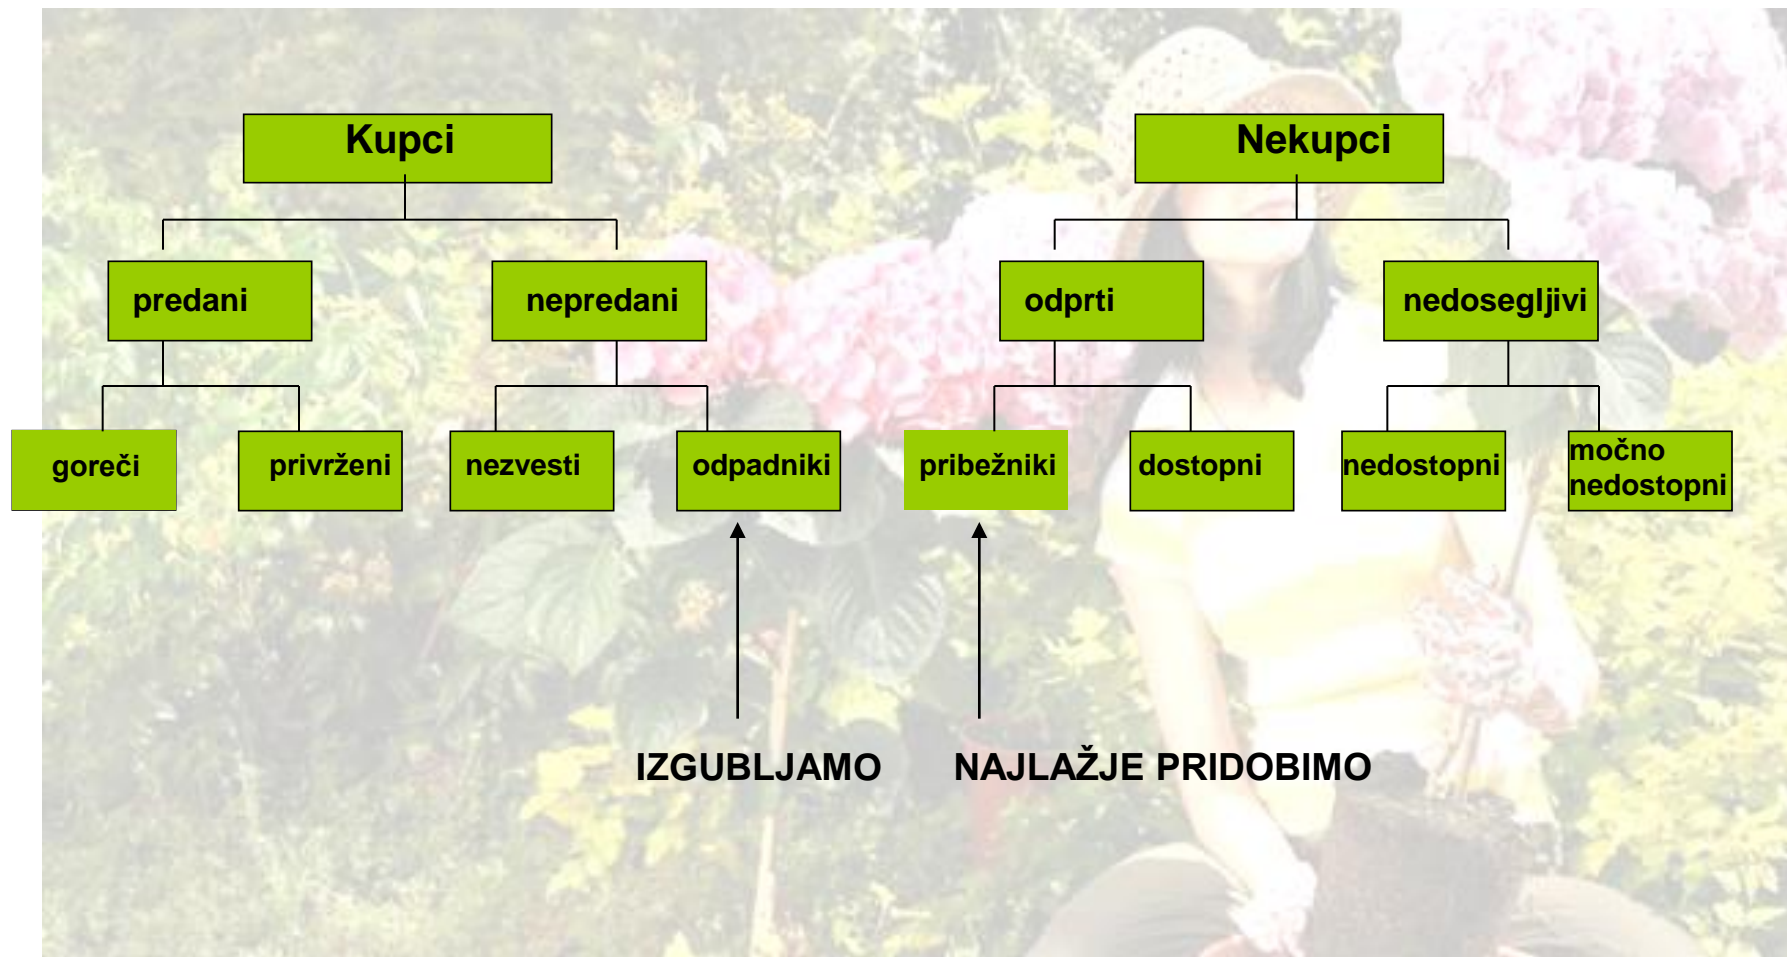 Kupci
Nekupci
predani
nepredani
odprti
nedosegljivi
goreči
privrženi
nezvesti
odpadniki
pribežniki
dostopni
nedostopni
močno
nedostopni
IZGUBLJAMO
NAJLAŽJE PRIDOBIMO